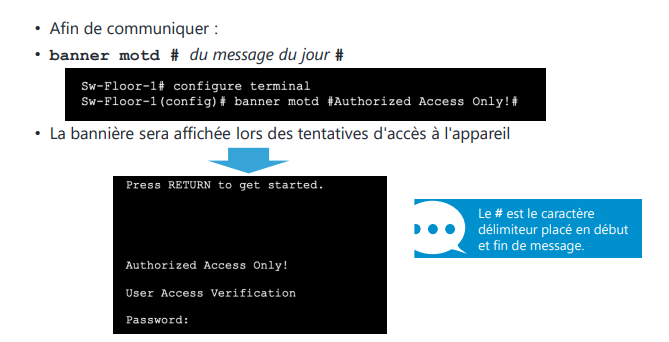 • Afin de communiquer :
• banner motd # du message du jour #
Sw-Floor-1# configure terminal
Sw-Floor-1(config)# banner motd #Authorized Access Only!#
• La bannière sera affichée lors des tentatives d'accès à l'appareil
Press RETURN to get started.
Authorized Access Only!
User Access Verification
Password:
Le # est le caractère
délimiteur placé en début
et fin de message.